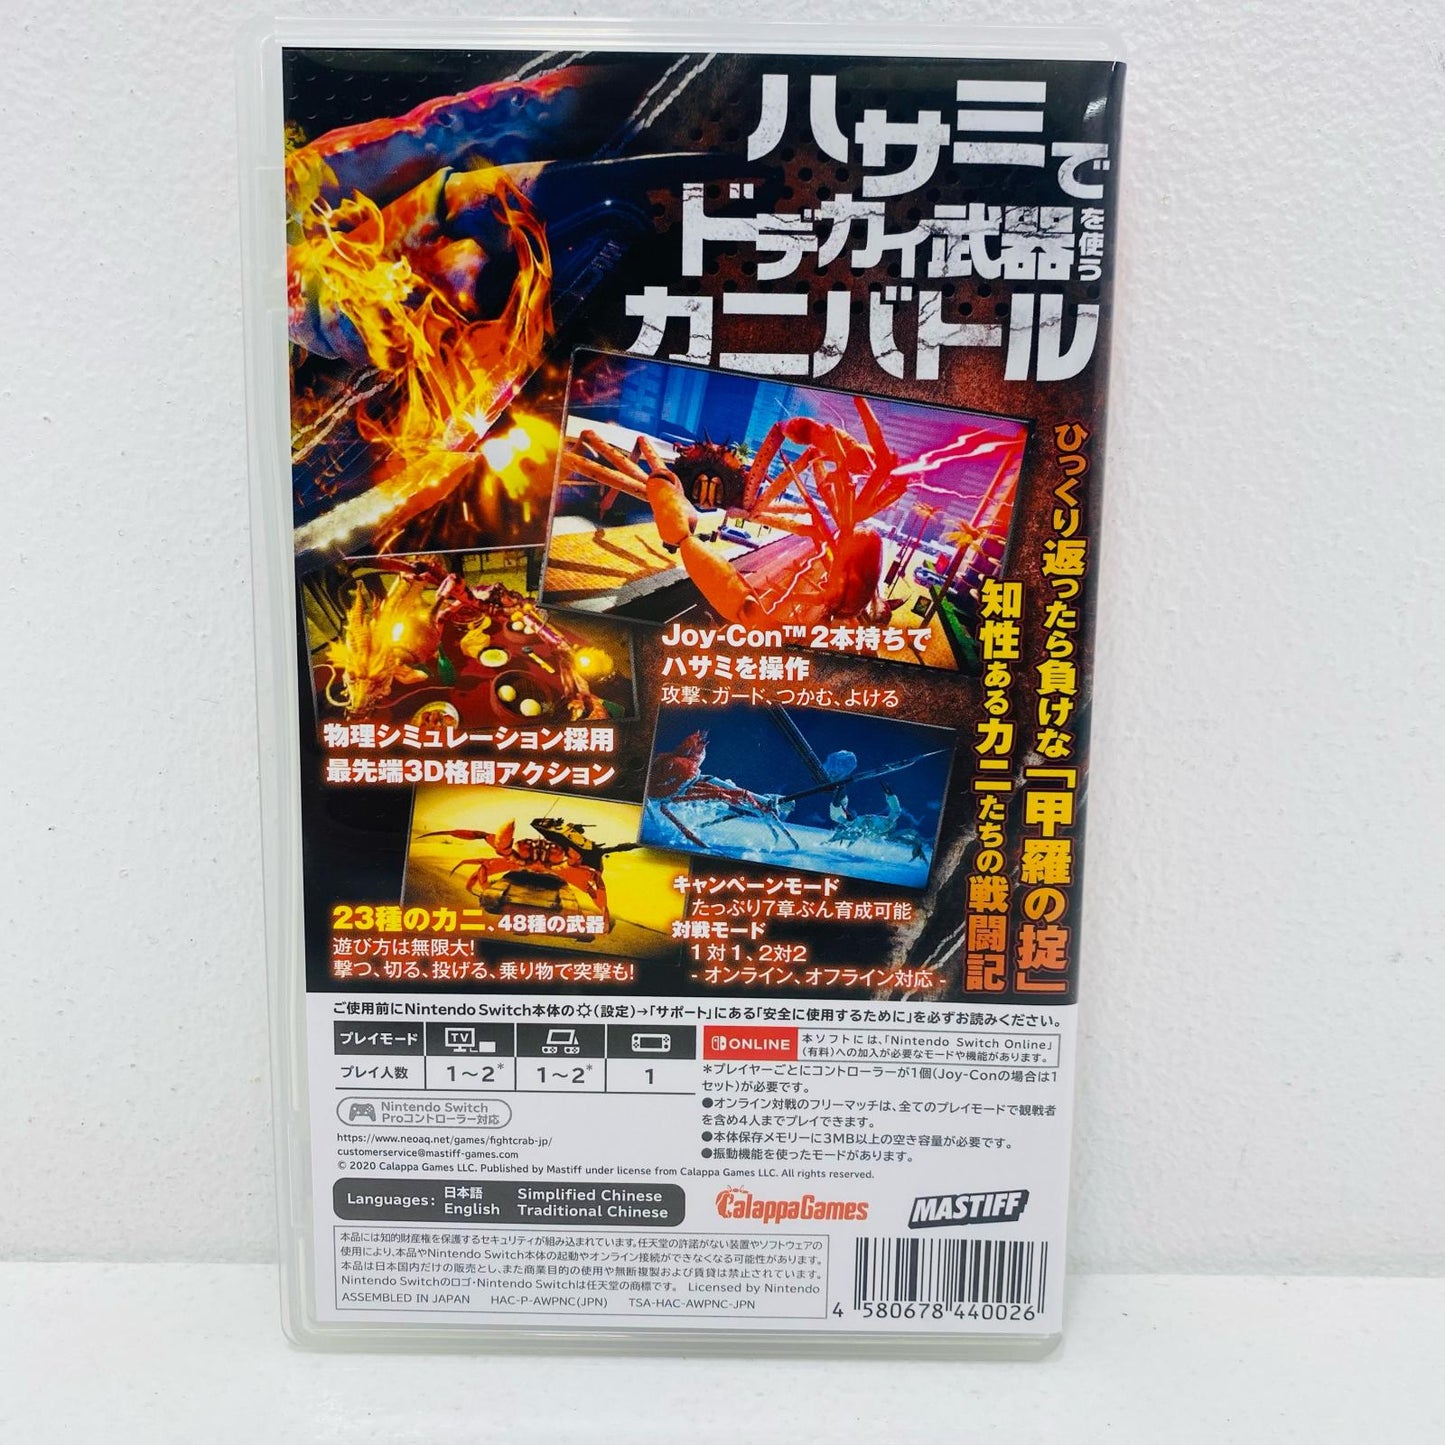 ハサミで
ドデカイ武器を使う
カニバトル
ひっくり返ったら負けな「甲羅の掟」
知性あるカニたちの戦闘記
Joy-Con™ 2本持ちで
ハサミを操作
攻撃、ガード、つかむ、よける
物理シミュレーション採用
最先端3D格闘アクション
23種のカニ、48種の武器
遊び方は無限大!
撃つ、切る、投げる、乗り物で突撃も!
キャンペーンモード
たっぷり7章ぶん育成可能
対戦モード
1対1、2対2
- オンライン、オフライン対応 -
ご使用前にNintendo Switch本体の(設定)→「サポート」にある「安全に使用するために」を必ずお読みください。
プレイモード TV
プレイ人数 1～2* 1～2* 1
ONLINE
本ソフトには、「Nintendo Switch Online」
(有料)への加入が必要なモードや機能があります。
*プレイヤーごとにコントローラーが1個(Joy-Conの場合は1
セット)が必要です。
●オンライン対戦のフリーマッチは、全てのプレイモードで観戦者
を含め4人までプレイできます。
●本体保存メモリーに3MB以上の空き容量が必要です。
●振動機能を使ったモードがあります。
Nintendo Switch
Proコントローラー対応
https://www.neoaq.net/games/fightcrab-jp/
customerservice@mastiff-games.com
© 2020 Calappa Games LLC. Published by Mastiff under license from Calappa Games LLC. All rights reserved.
Languages: 日本語 Simplified Chinese
English Traditional Chinese
CalappaGames
MASTIFF
本品には知的財産権を保護するセキュリティが組み込まれています。任天堂の許諾がない装置やソフトウェアの
使用により、本品やNintendo Switch本体の起動やオンライン接続ができなくなる可能性があります。
本品は日本国内だけの販売とし、また商業目的の使用や無断複製および賃貸は禁止されています。
Nintendo Switchのロゴ・Nintendo Switchは任天堂の商標です。 Licensed by Nintendo
ASSEMBLED IN JAPAN HAC-P-AWPNC(JPN) TSA-HAC-AWPNC-JPN
4 580678 440026